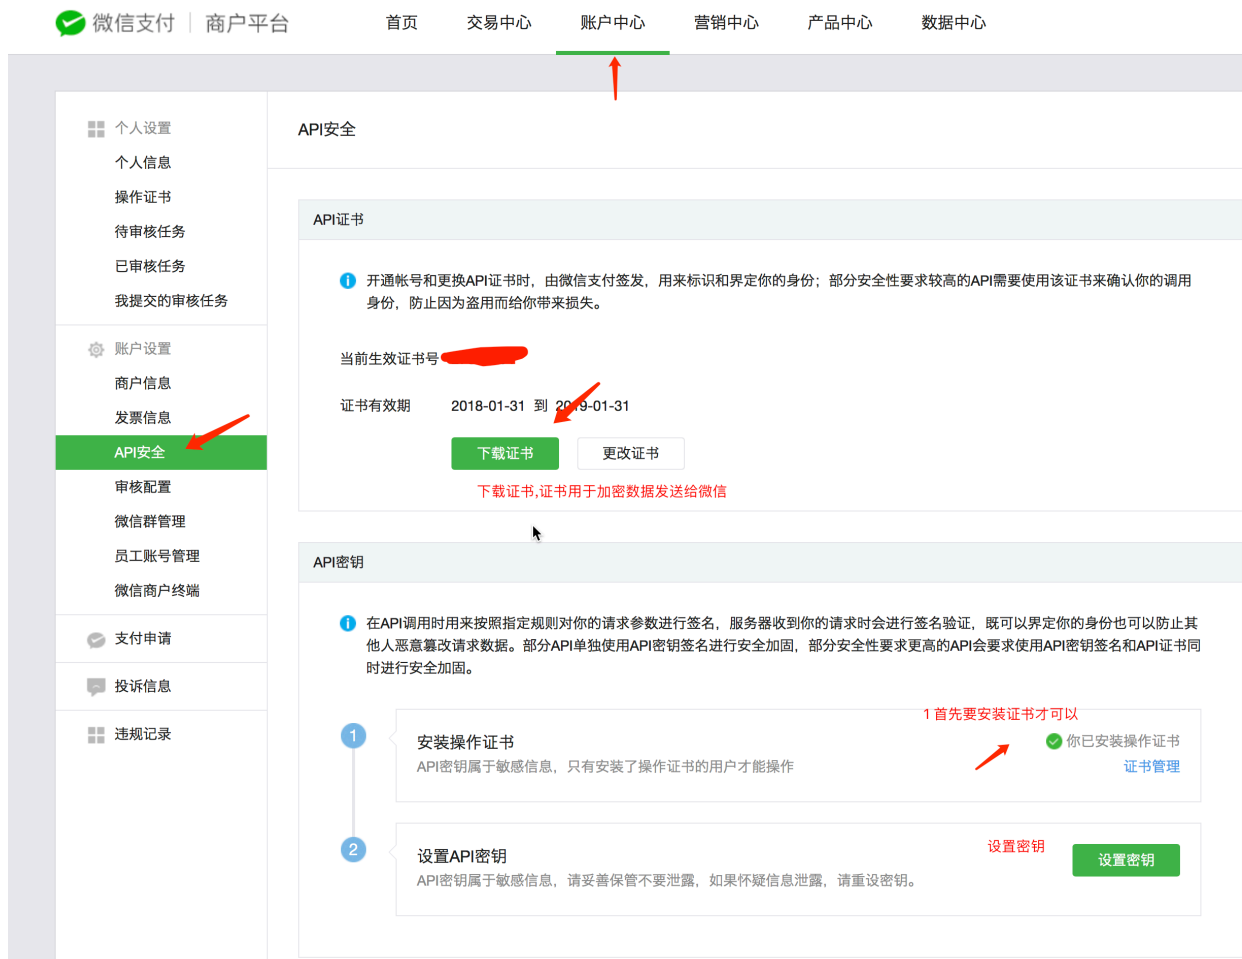 微信支付 商户平台 首页 交易中心 账户中心 营销中心 产品中心 数据中心
个人设置
个人信息
操作证书
待审核任务
已审核任务
我提交的审核任务
账户设置
商户信息
发票信息
API安全
审核配置
微信群管理
员工账号管理
微信商户终端
支付申请
投诉信息
违规记录
API安全
API证书
开通帐号和更换API证书时，由微信支付签发，用来标识和界定你的身份；部分安全性要求较高的API需要使用该证书来确认你的调用
身份，防止因为盗用而给你带来损失。
当前生效证书号
证书有效期 2018-01-31 到 2019-01-31
下载证书 更改证书
下载证书,证书用于加密数据发送给微信
API密钥
在API调用时用来按照指定规则对你的请求参数进行签名，服务器收到你的请求时会进行签名验证，既可以界定你的身份也可以防止其
他人恶意篡改请求数据。部分API单独使用API密钥签名进行安全加固，部分安全性要求更高的API会要求使用API密钥签名和API证书同
时进行安全加固。
1 首先要安装证书才可以
1 安装操作证书 你已安装操作证书
API密钥属于敏感信息，只有安装了操作证书的用户才能操作 证书管理
设置密钥
2 设置API密钥 设置密钥
API密钥属于敏感信息，请妥善保管不要泄露，如果怀疑信息泄露，请重设密钥。